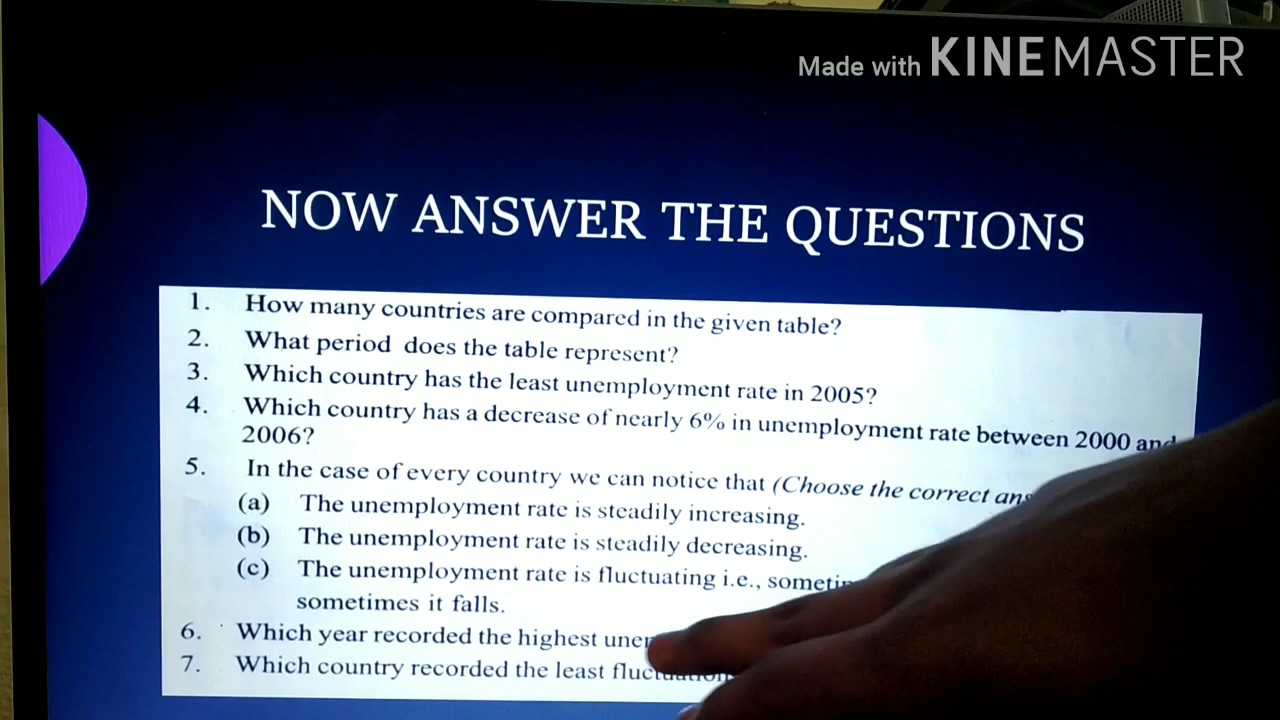 Made with KINEMASTER
NOW ANSWER THE QUESTIONS
1. How many countries are compared in the given table?
2. What period does the table represent?
3. Which country has the least unemployment rate in 2005?
4. Which country has a decrease of nearly 6% in unemployment rate between 2000 and
2006?
5. In the case of every country we can notice that (Choose the correct
(a) The unemployment rate is steadily increasing.
(b) The unemployment rate is steadily decreasing.
(c) The unemployment rate is fluctuating i.e.,
sometimes it falls.
6. Which year recorded the highest
7. Which country recorded the least